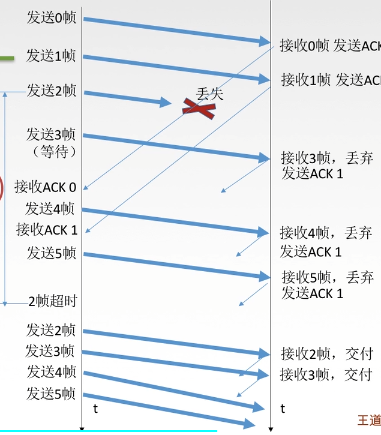 发送0帧
接收0帧 发送ACK
发送1帧
接收1帧 发送ACK
发送2帧
丢失
发送3帧
（等待）
接收3帧，丢弃
发送ACK 1
接收ACK 0
发送4帧
接收ACK 1
接收4帧，丢弃
发送ACK 1
发送5帧
接收5帧，丢弃
发送ACK 1
2帧超时
发送2帧
发送3帧
接收2帧，交付
发送4帧
接收3帧，交付
发送5帧
t
t
王道